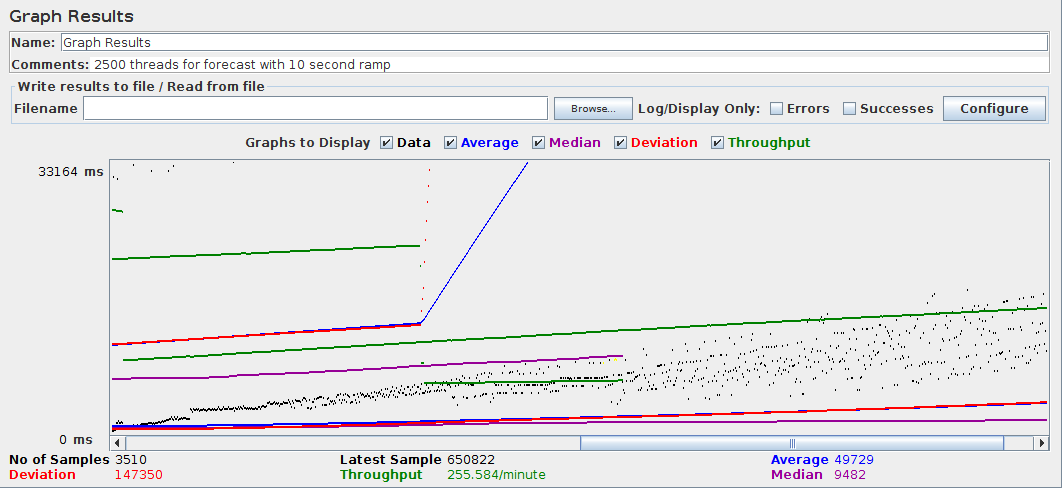 Graph Results
Name: Graph Results
Comments: 2500 threads for forecast with 10 second ramp
Write results to file / Read from file
Filename Browse... Log/Display Only: Errors Successes Configure
Graphs to Display Data Average Median Deviation Throughput
33164 ms
0 ms
No of Samples 3510 Latest Sample 650822 Average 49729
Deviation 147350 Throughput 255.584/minute Median 9482